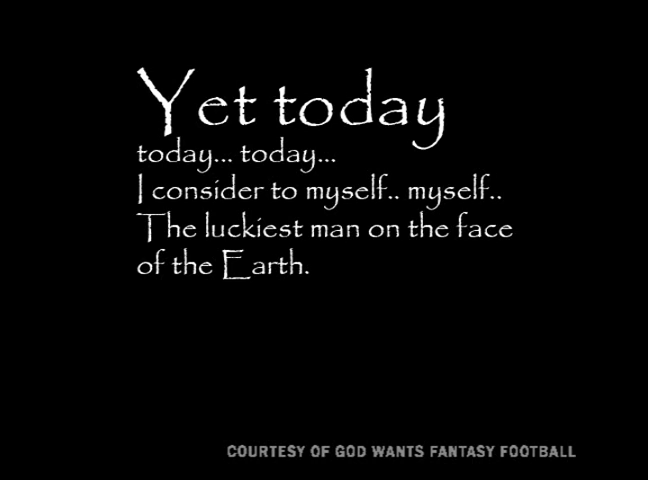 Yet today
today... today...
I consider to myself.. myself..
The luckiest man on the face
of the Earth.
COURTESY OF GOD WANTS FANTASY FOOTBALL